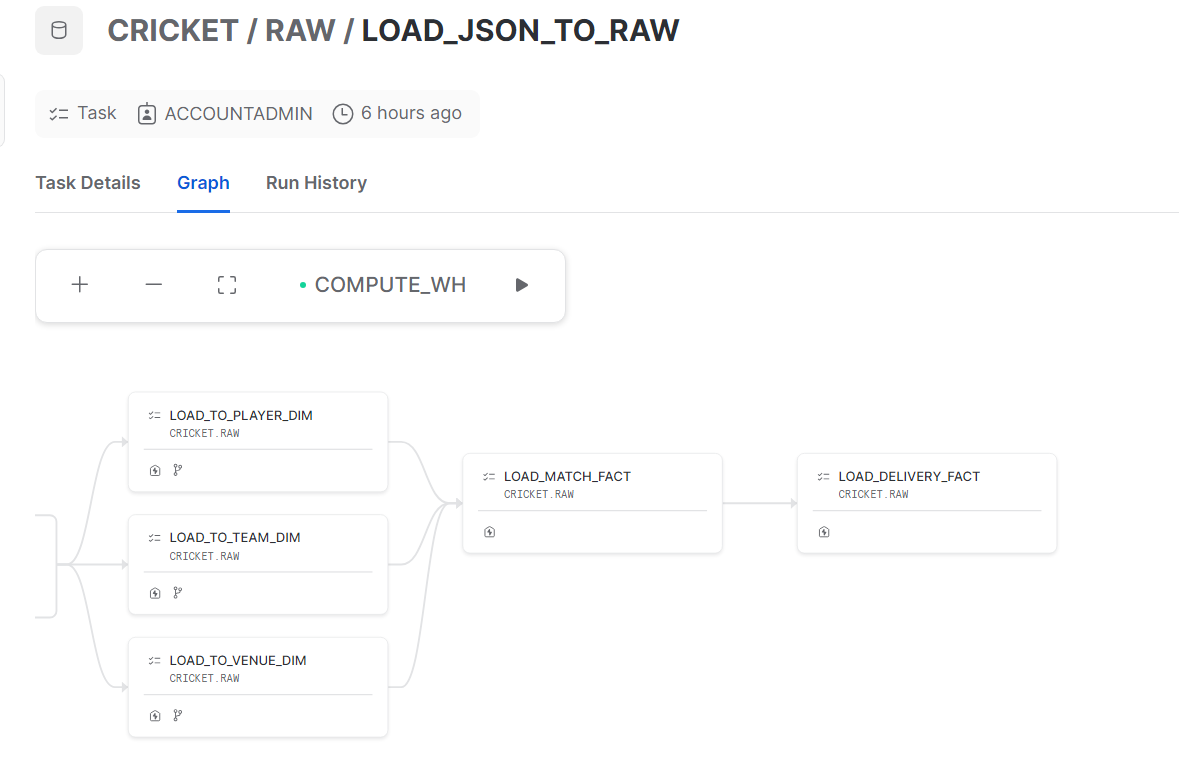 CRICKET / RAW / LOAD_JSON_TO_RAW
Task ACCOUNTADMIN 6 hours ago
Task Details Graph Run History
COMPUTE_WH
LOAD_TO_PLAYER_DIM
CRICKET.RAW
LOAD_TO_TEAM_DIM
CRICKET.RAW
LOAD_TO_VENUE_DIM
CRICKET.RAW
LOAD_MATCH_FACT
CRICKET.RAW
LOAD_DELIVERY_FACT
CRICKET.RAW